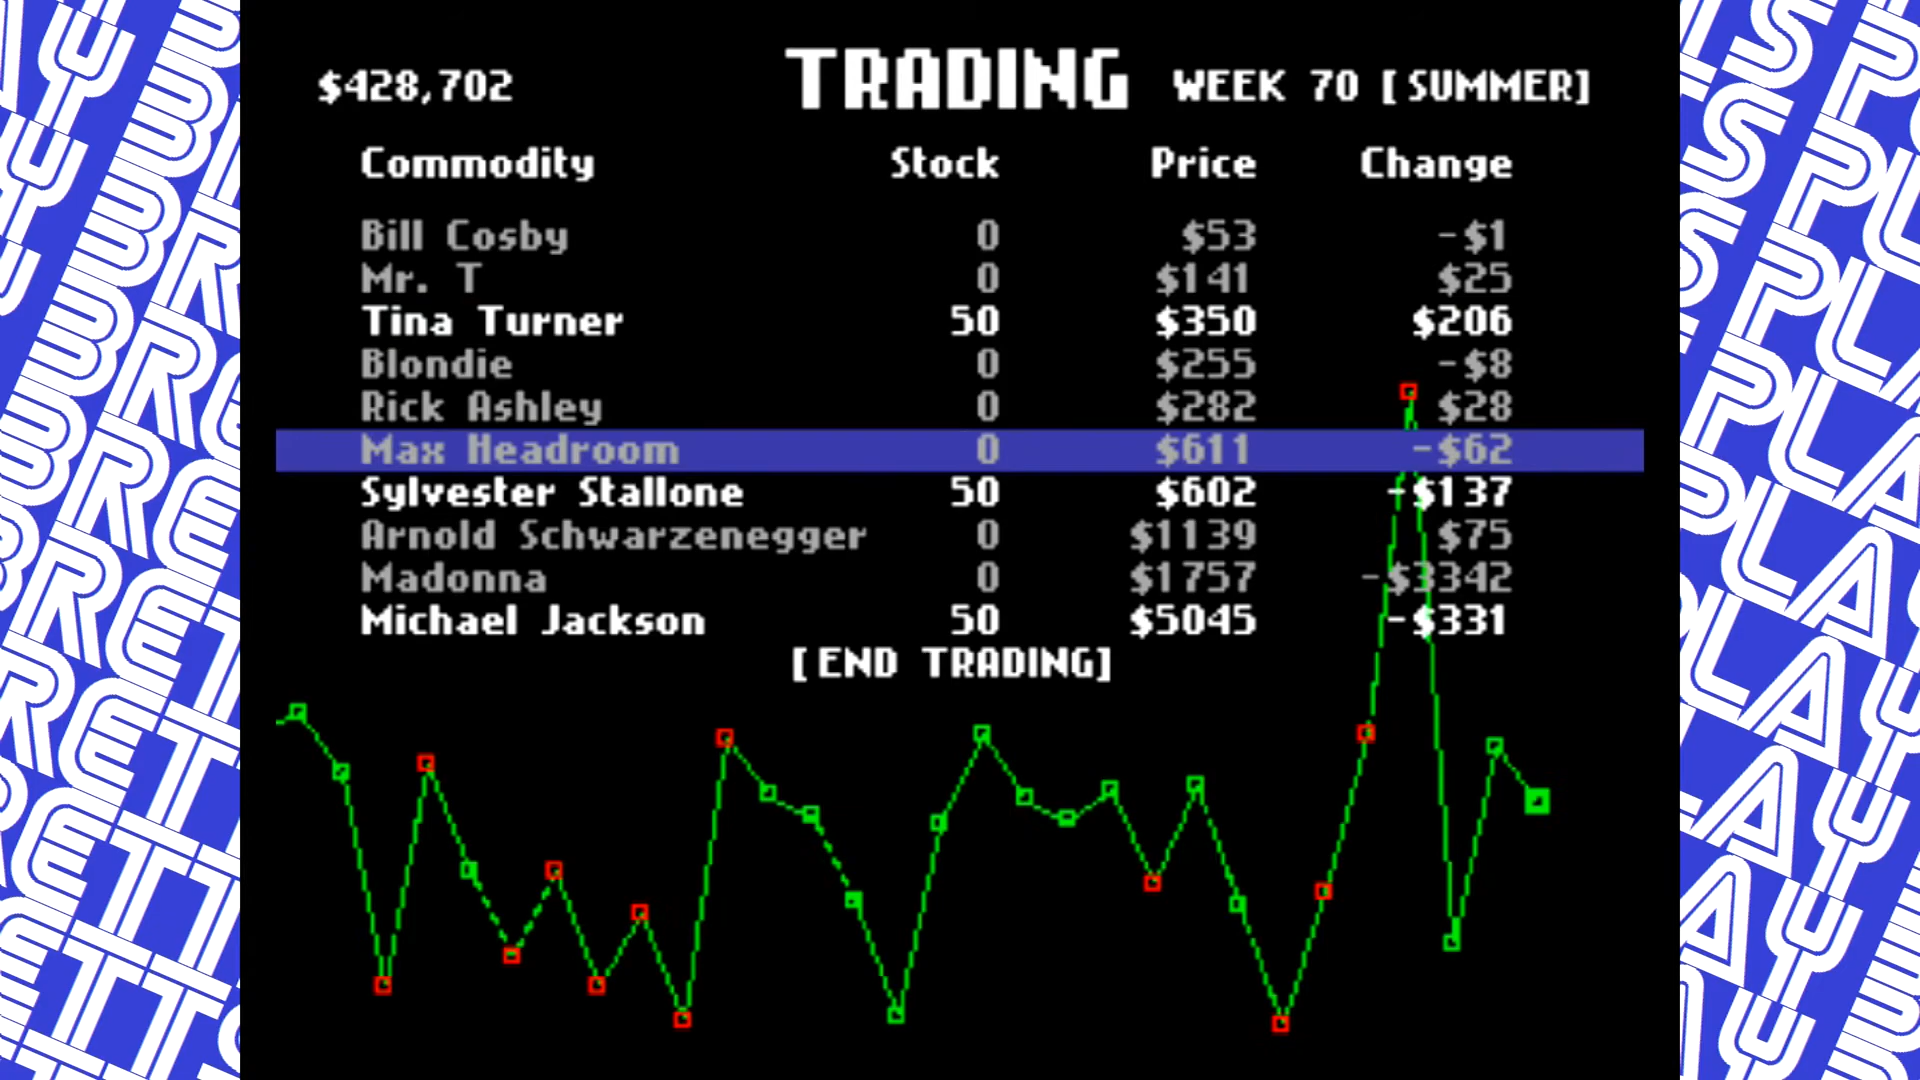 $428,702 TRADING WEEK 70 [SUMMER]
Commodity Stock Price Change
Bill Cosby 0 $53 -$1
Mr. T 0 $141 $25
Tina Turner 50 $350 $206
Blondie 0 $255 -$8
Rick Ashley 0 $282 $28
Max Headroom 0 $611 -$62
Sylvester Stallone 50 $602 -$137
Arnold Schwarzenegger 0 $1139 $75
Madonna 0 $1757 -$3342
Michael Jackson 50 $5045 -$331
[END TRADING]